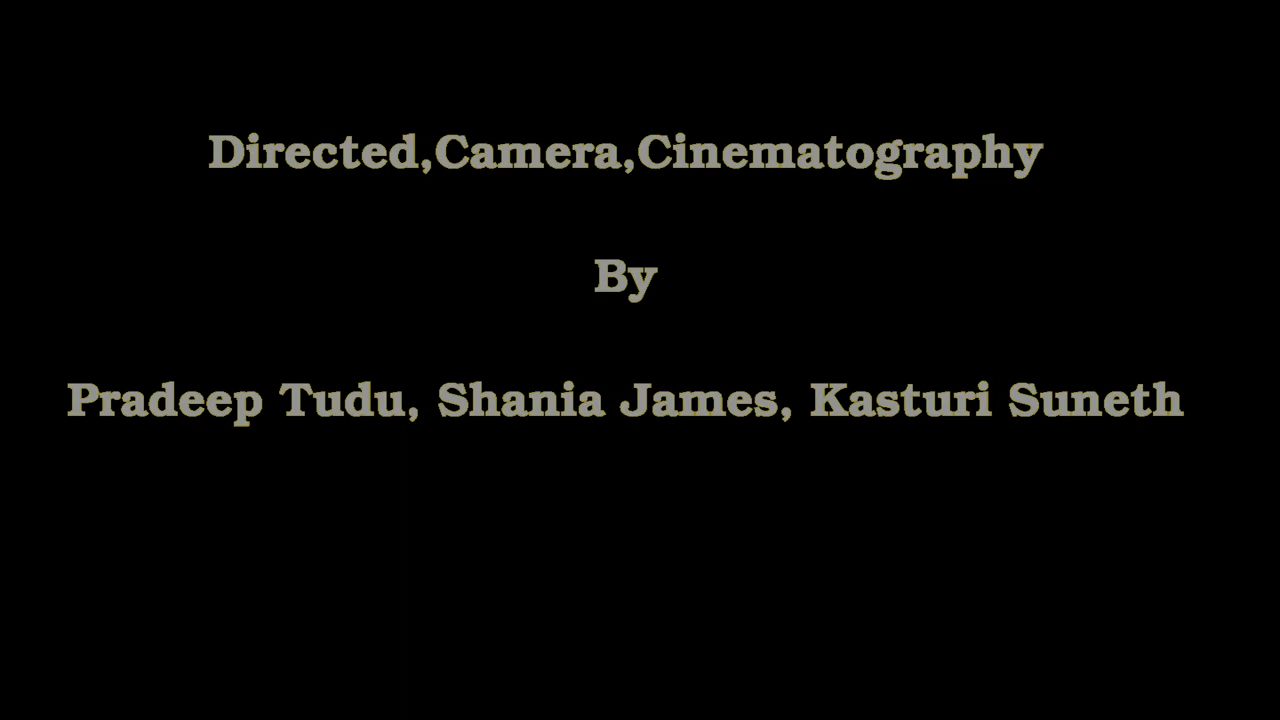 Directed,Camera,Cinematography
By
Pradeep Tudu, Shania James, Kasturi Suneth